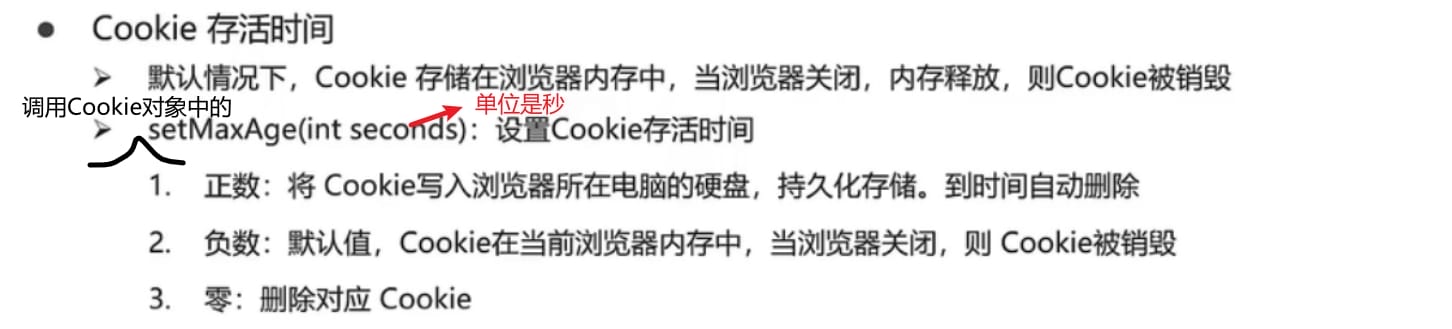 ● Cookie 存活时间
➢ 默认情况下，Cookie 存储在浏览器内存中，当浏览器关闭，内存释放，则Cookie被销毁
调用Cookie对象中的
单位是秒
➢ setMaxAge(int seconds)：设置Cookie存活时间
1. 正数：将 Cookie写入浏览器所在电脑的硬盘，持久化存储。到时间自动删除
2. 负数：默认值，Cookie在当前浏览器内存中，当浏览器关闭，则 Cookie被销毁
3. 零：删除对应 Cookie